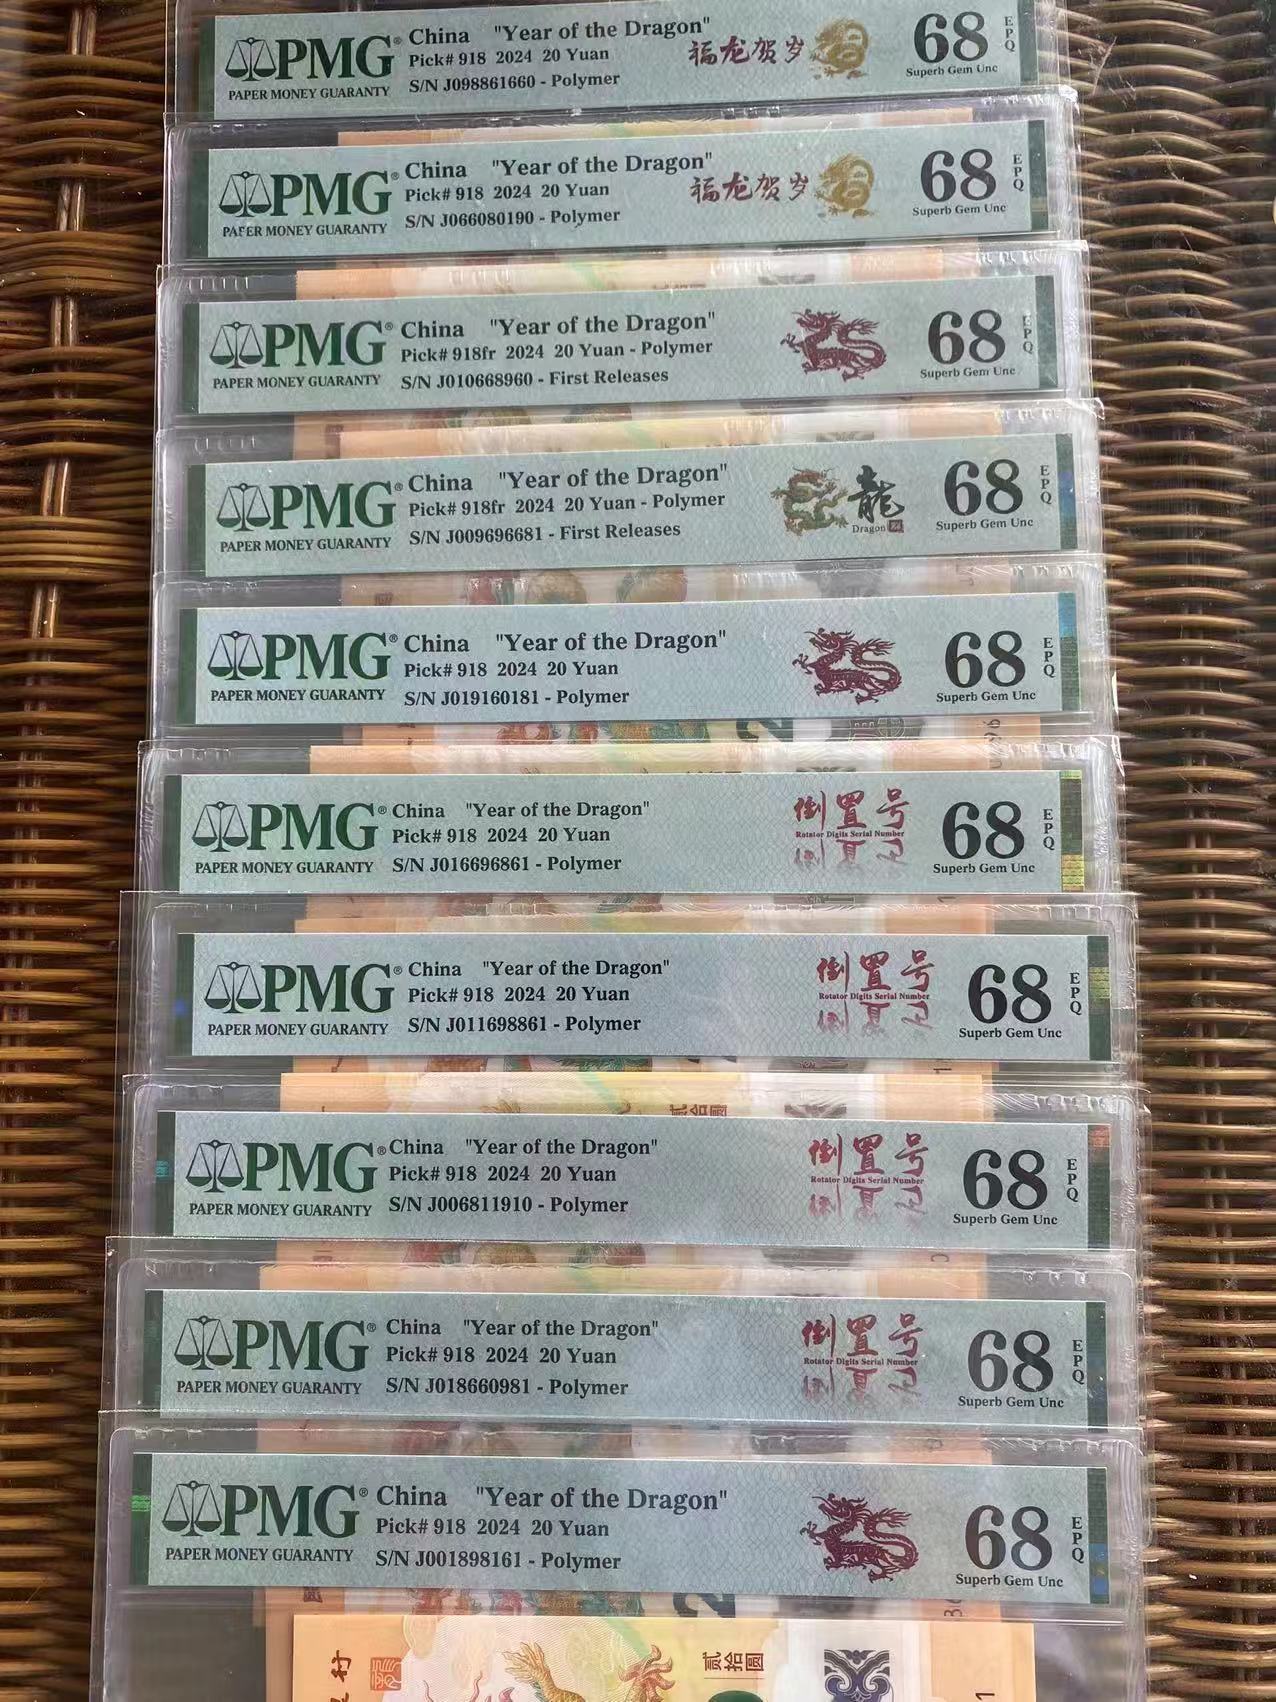 PMG®
PAPER MONEY GUARANTY
China "Year of the Dragon"
Pick# 918 2024 20 Yuan
S/N J098861660 - Polymer
福龙贺岁
68
EPQ
Superb Gem Unc
PMG®
PAPER MONEY GUARANTY
China "Year of the Dragon"
Pick# 918 2024 20 Yuan
S/N J066080190 - Polymer
福龙贺岁
68
EPQ
Superb Gem Unc
PMG®
PAPER MONEY GUARANTY
China "Year of the Dragon"
Pick# 918fr 2024 20 Yuan - Polymer
S/N J010668960 - First Releases
68
EPQ
Superb Gem Unc
PMG®
PAPER MONEY GUARANTY
China "Year of the Dragon"
Pick# 918fr 2024 20 Yuan - Polymer
S/N J009696681 - First Releases
龍
Dragon
68
EPQ
Superb Gem Unc
PMG®
PAPER MONEY GUARANTY
China "Year of the Dragon"
Pick# 918 2024 20 Yuan
S/N J019160181 - Polymer
68
EPQ
Superb Gem Unc
PMG®
PAPER MONEY GUARANTY
China "Year of the Dragon"
Pick# 918 2024 20 Yuan
S/N J016696861 - Polymer
倒置号
Rotator Digits Serial Number
68
EPQ
Superb Gem Unc
PMG®
PAPER MONEY GUARANTY
China "Year of the Dragon"
Pick# 918 2024 20 Yuan
S/N J011698861 - Polymer
倒置号
Rotator Digits Serial Number
68
EPQ
Superb Gem Unc
PMG®
PAPER MONEY GUARANTY
China "Year of the Dragon"
Pick# 918 2024 20 Yuan
S/N J006811910 - Polymer
倒置号
Rotator Digits Serial Number
68
EPQ
Superb Gem Unc
PMG®
PAPER MONEY GUARANTY
China "Year of the Dragon"
Pick# 918 2024 20 Yuan
S/N J018660981 - Polymer
倒置号
Rotator Digits Serial Number
68
EPQ
Superb Gem Unc
PMG®
PAPER MONEY GUARANTY
China "Year of the Dragon"
Pick# 918 2024 20 Yuan
S/N J001898161 - Polymer
68
EPQ
Superb Gem Unc
行
贰拾圆